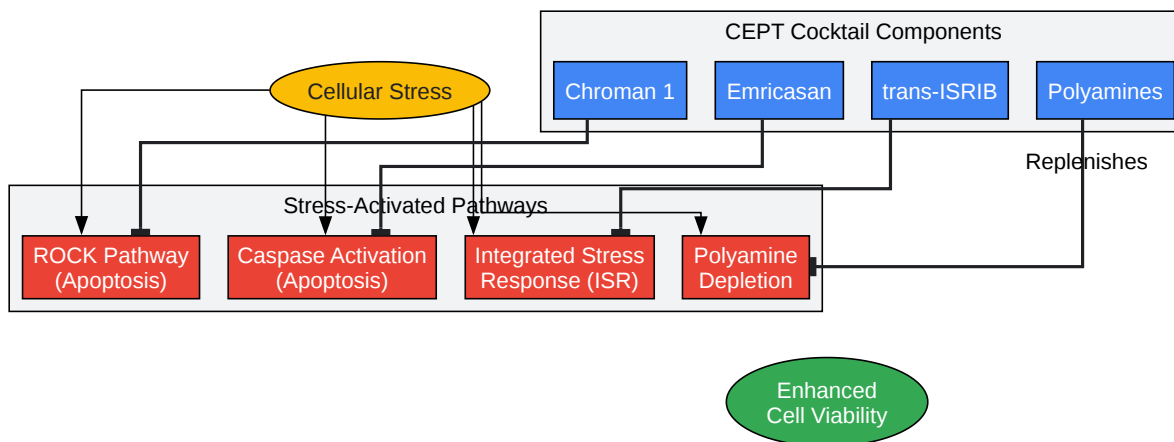 CEPT Cocktail Components
Chroman 1
Emricasan
trans-ISRIB
Polyamines
Cellular Stress
Replenishes
Stress-Activated Pathways
ROCK Pathway
(Apoptosis)
Caspase Activation
(Apoptosis)
Integrated Stress
Response (ISR)
Polyamine
Depletion
Enhanced
Cell Viability